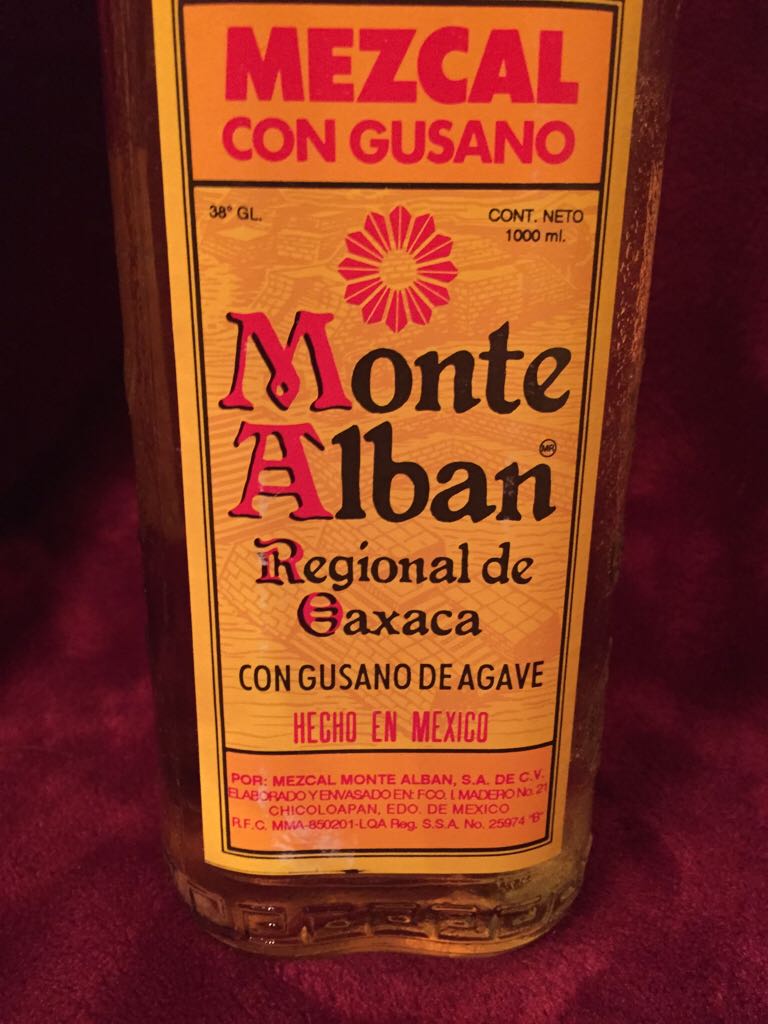 MEZCAL
CON GUSANO
38° GL.
CONT. NETO
1000 ml.
Monte
Alban
MR
Regional de
Oaxaca
CON GUSANO DE AGAVE
HECHO EN MEXICO
POR: MEZCAL MONTE ALBAN, S.A. DE C.V.
ELABORADO Y ENVASADO EN: FCO. I. MADERO No. 21
CHICOLOAPAN, EDO. DE MEXICO
R.F.C. MMA-850201-LQA Reg. S.S.A. No. 25974 "B"